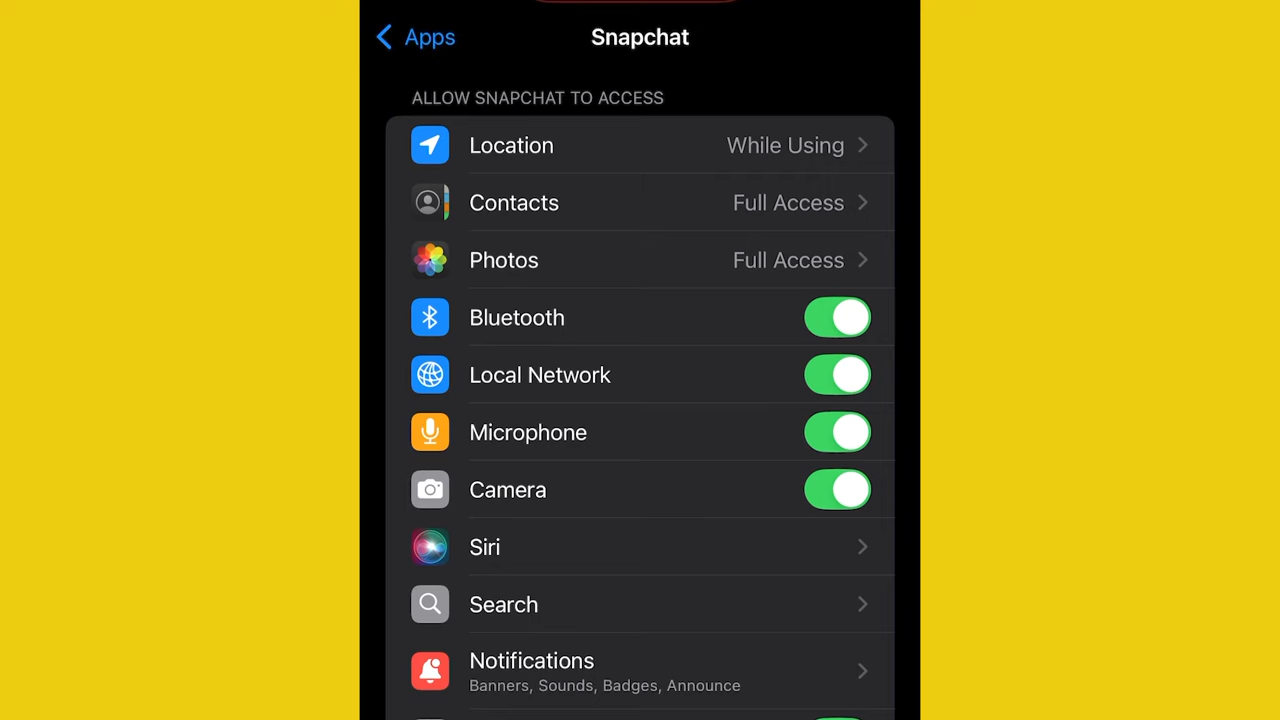 Apps
Snapchat
ALLOW SNAPCHAT TO ACCESS
Location While Using
Contacts Full Access
Photos Full Access
Bluetooth
Local Network
Microphone
Camera
Siri
Search
Notifications
Banners, Sounds, Badges, Announce